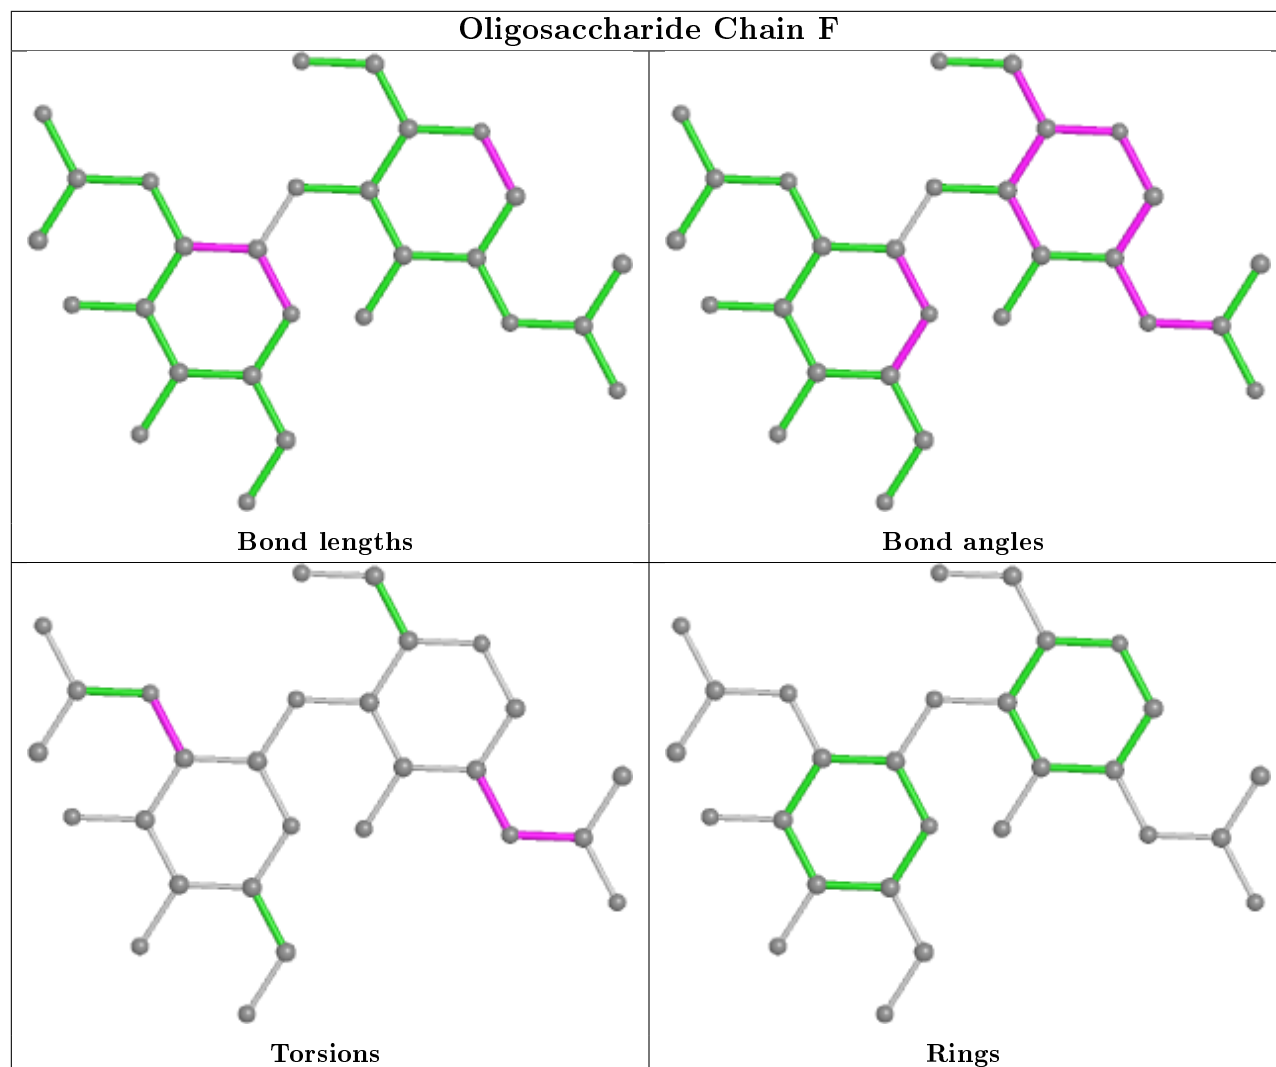 Oligosaccharide Chain F
Bond lengths
Bond angles
Torsions
Rings